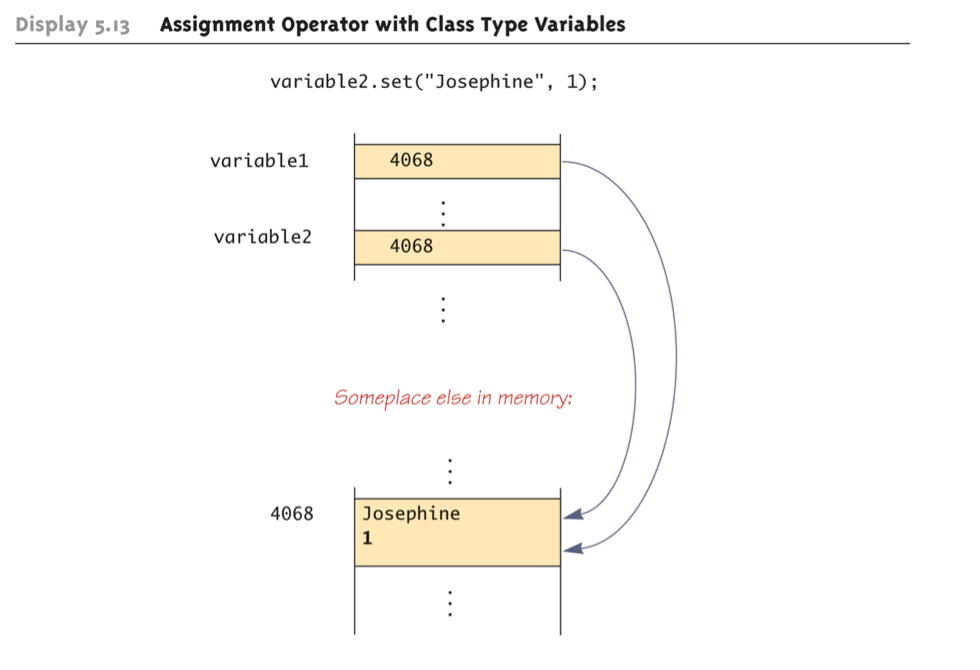 Display 5.13 Assignment Operator with Class Type Variables
variable2.set("Josephine", 1);
variable1 4068
variable2 4068
Someplace else in memory:
4068 Josephine
1